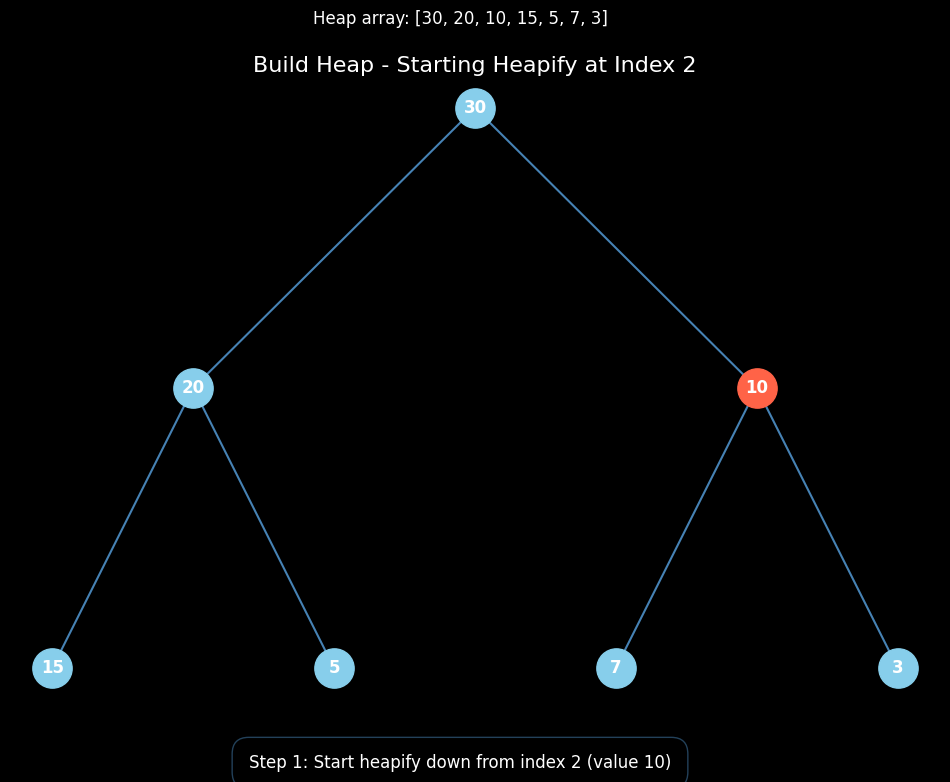 Heap array: [30, 20, 10, 15, 5, 7, 3]
Build Heap - Starting Heapify at Index 2
30
20
10
15
5
7
3
Step 1: Start heapify down from index 2 (value 10)